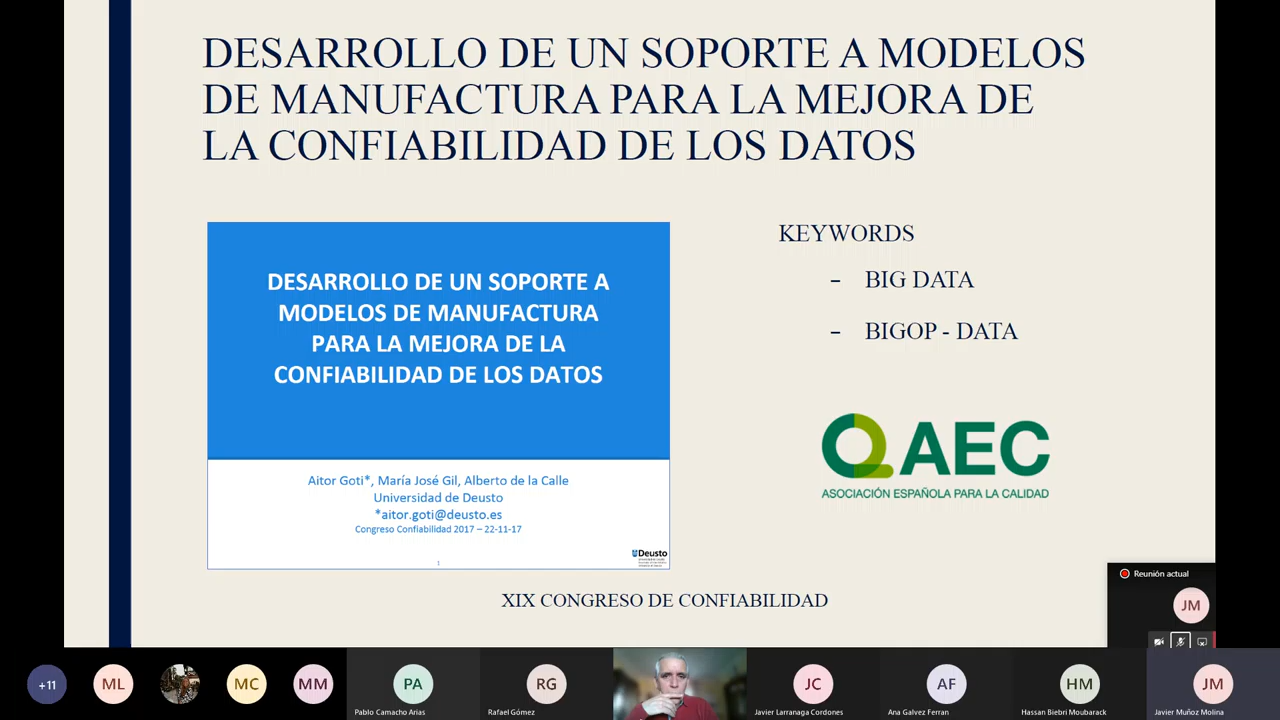 DESARROLLO DE UN SOPORTE A MODELOS
DE MANUFACTURA PARA LA MEJORA DE
LA CONFIABILIDAD DE LOS DATOS
DESARROLLO DE UN SOPORTE A
MODELOS DE MANUFACTURA
PARA LA MEJORA DE LA
CONFIABILIDAD DE LOS DATOS
Aitor Goti*, María José Gil, Alberto de la Calle
Universidad de Deusto
*aitor.goti@deusto.es
Congreso Confiabilidad 2017 – 22-11-17
1
Deusto
KEYWORDS
– BIG DATA
– BIGOP - DATA
AEC
ASOCIACIÓN ESPAÑOLA PARA LA CALIDAD
XIX CONGRESO DE CONFIABILIDAD
Reunión actual
JM
+11
ML
MC
MM
PA
Pablo Camacho Arias
RG
Rafael Gómez
JC
Javier Larranaga Cordones
AF
Ana Galvez Ferran
HM
Hassan Biebri Moubarack
JM
Javier Muñoz Molina